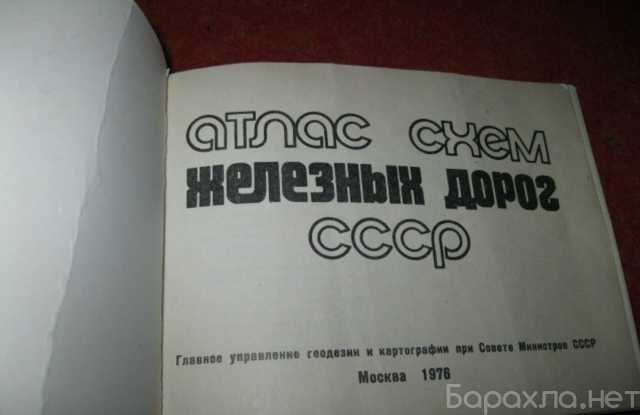 атлас схем
железных дорог
СССР
Главное управление геодезии и картографии при Совете Министров СССР
Москва 1976
Барахла.нет